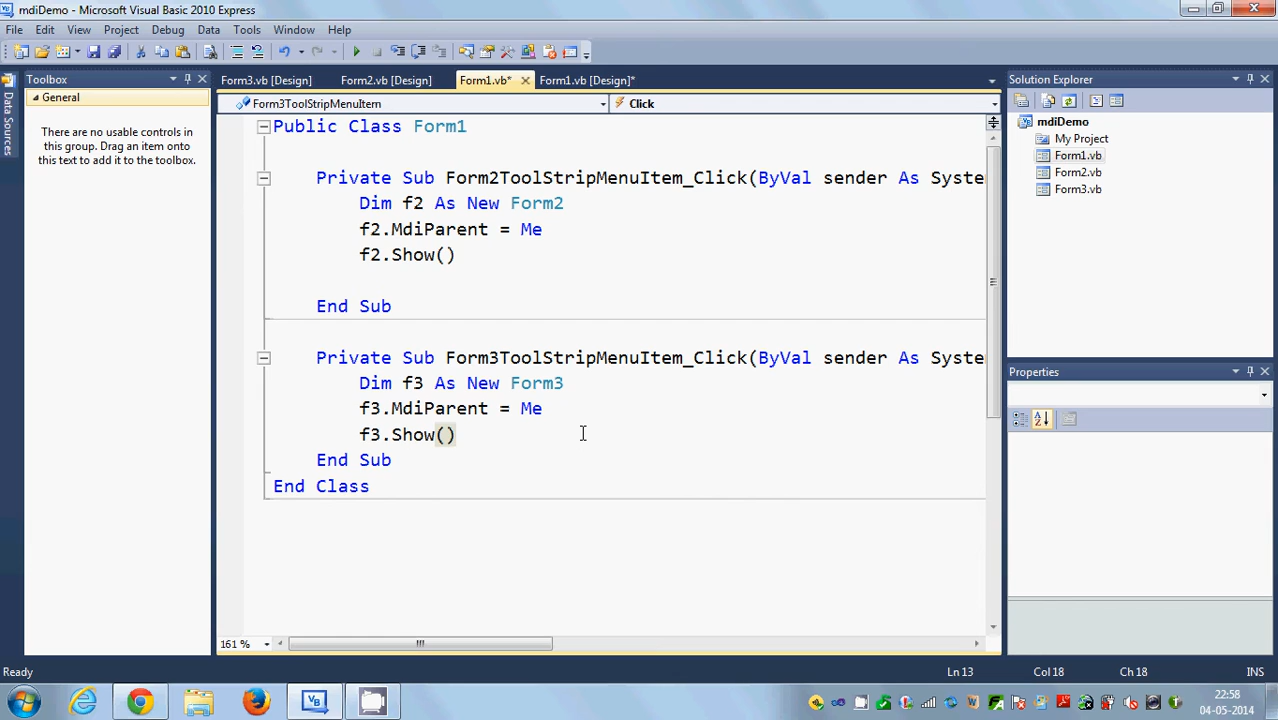 mdiDemo - Microsoft Visual Basic 2010 Express
File Edit View Project Debug Data Tools Window Help
Toolbox
General
There are no usable controls in
this group. Drag an item onto
this text to add it to the toolbox.
Data Sources
Form3.vb [Design] Form2.vb [Design] Form1.vb* Form1.vb [Design]*
Form3ToolStripMenuItem Click
Public Class Form1
Private Sub Form2ToolStripMenuItem_Click(ByVal sender As System
Dim f2 As New Form2
f2.MdiParent = Me
f2.Show()
End Sub
Private Sub Form3ToolStripMenuItem_Click(ByVal sender As System
Dim f3 As New Form3
f3.MdiParent = Me
f3.Show()
End Sub
End Class
161 %
Solution Explorer
mdiDemo
My Project
Form1.vb
Form2.vb
Form3.vb
Properties
Ready Ln 13 Col 18 Ch 18 INS
22:58
04-05-2014